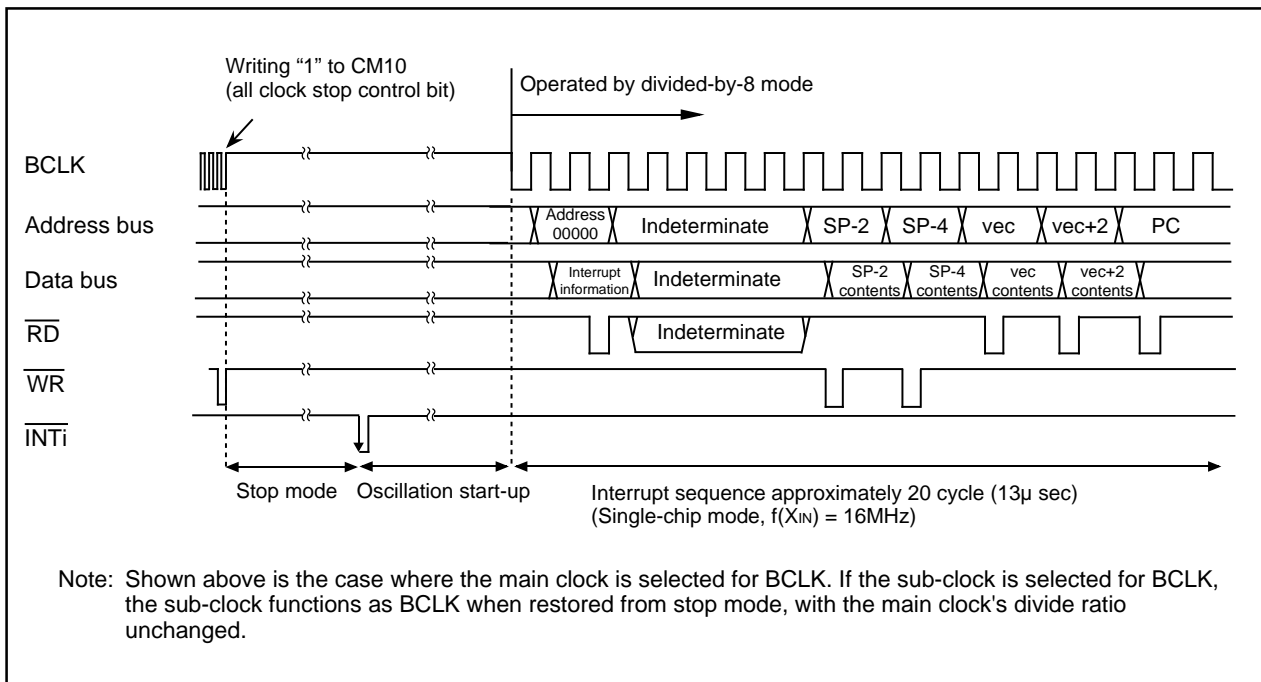 Writing “1” to CM10
(all clock stop control bit)
Operated by divided-by-8 mode
BCLK
Address bus
Address
00000
Indeterminate
SP-2
SP-4
vec
vec+2
PC
Data bus
Interrupt
information
Indeterminate
SP-2
contents
SP-4
contents
vec
contents
vec+2
contents
RD
Indeterminate
WR
INTi
Stop mode
Oscillation start-up
Interrupt sequence approximately 20 cycle (13μ sec)
(Single-chip mode, f(XIN) = 16MHz)
Note: Shown above is the case where the main clock is selected for BCLK. If the sub-clock is selected for BCLK,
the sub-clock functions as BCLK when restored from stop mode, with the main clock's divide ratio
unchanged.